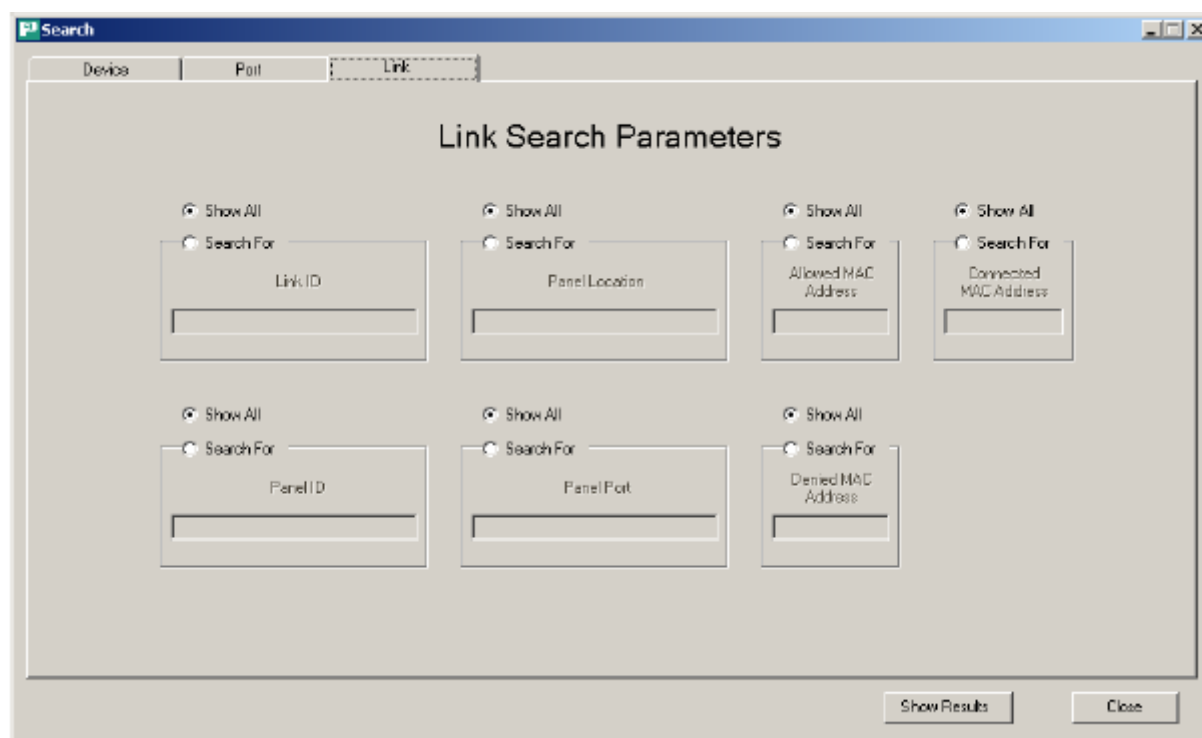 Search
Device Port Link
Link Search Parameters
Show All Show All Show All Show All
Search For Search For Search For Search For
Link ID Panel Location Allowed MAC Address Connected MAC Address
Show All Show All Show All
Search For Search For Search For
Panel ID Panel Port Denied MAC Address
Show Results Close